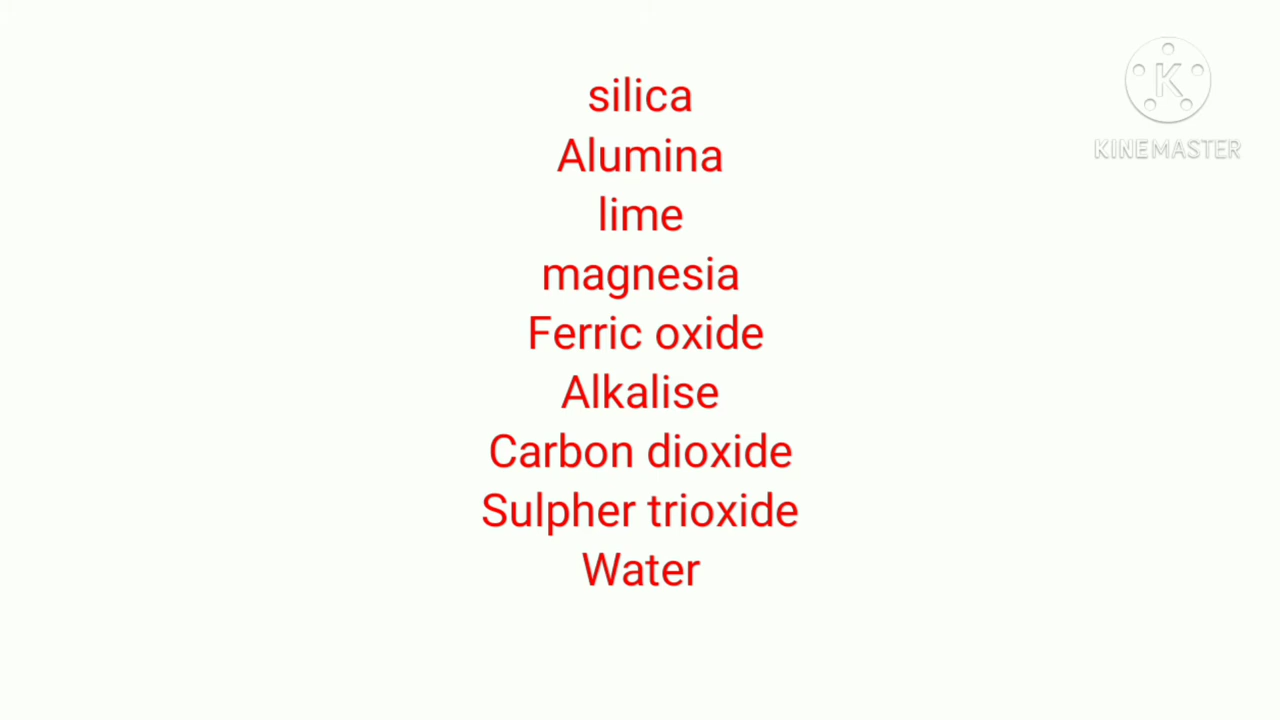 silica
Alumina
lime
magnesia
Ferric oxide
Alkalise
Carbon dioxide
Sulpher trioxide
Water
K
KINEMASTER